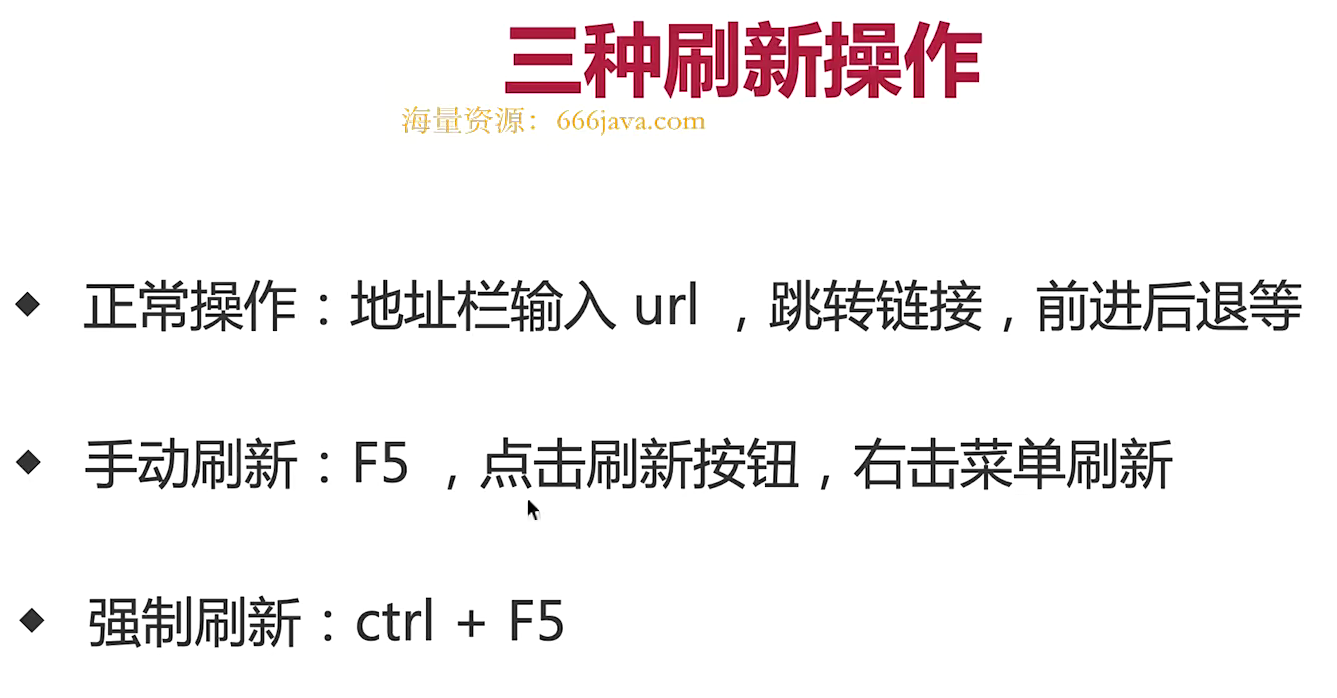 三种刷新操作
海量资源：666java.com
正常操作：地址栏输入 url ，跳转链接，前进后退等
手动刷新：F5 ，点击刷新按钮，右击菜单刷新
强制刷新：ctrl + F5